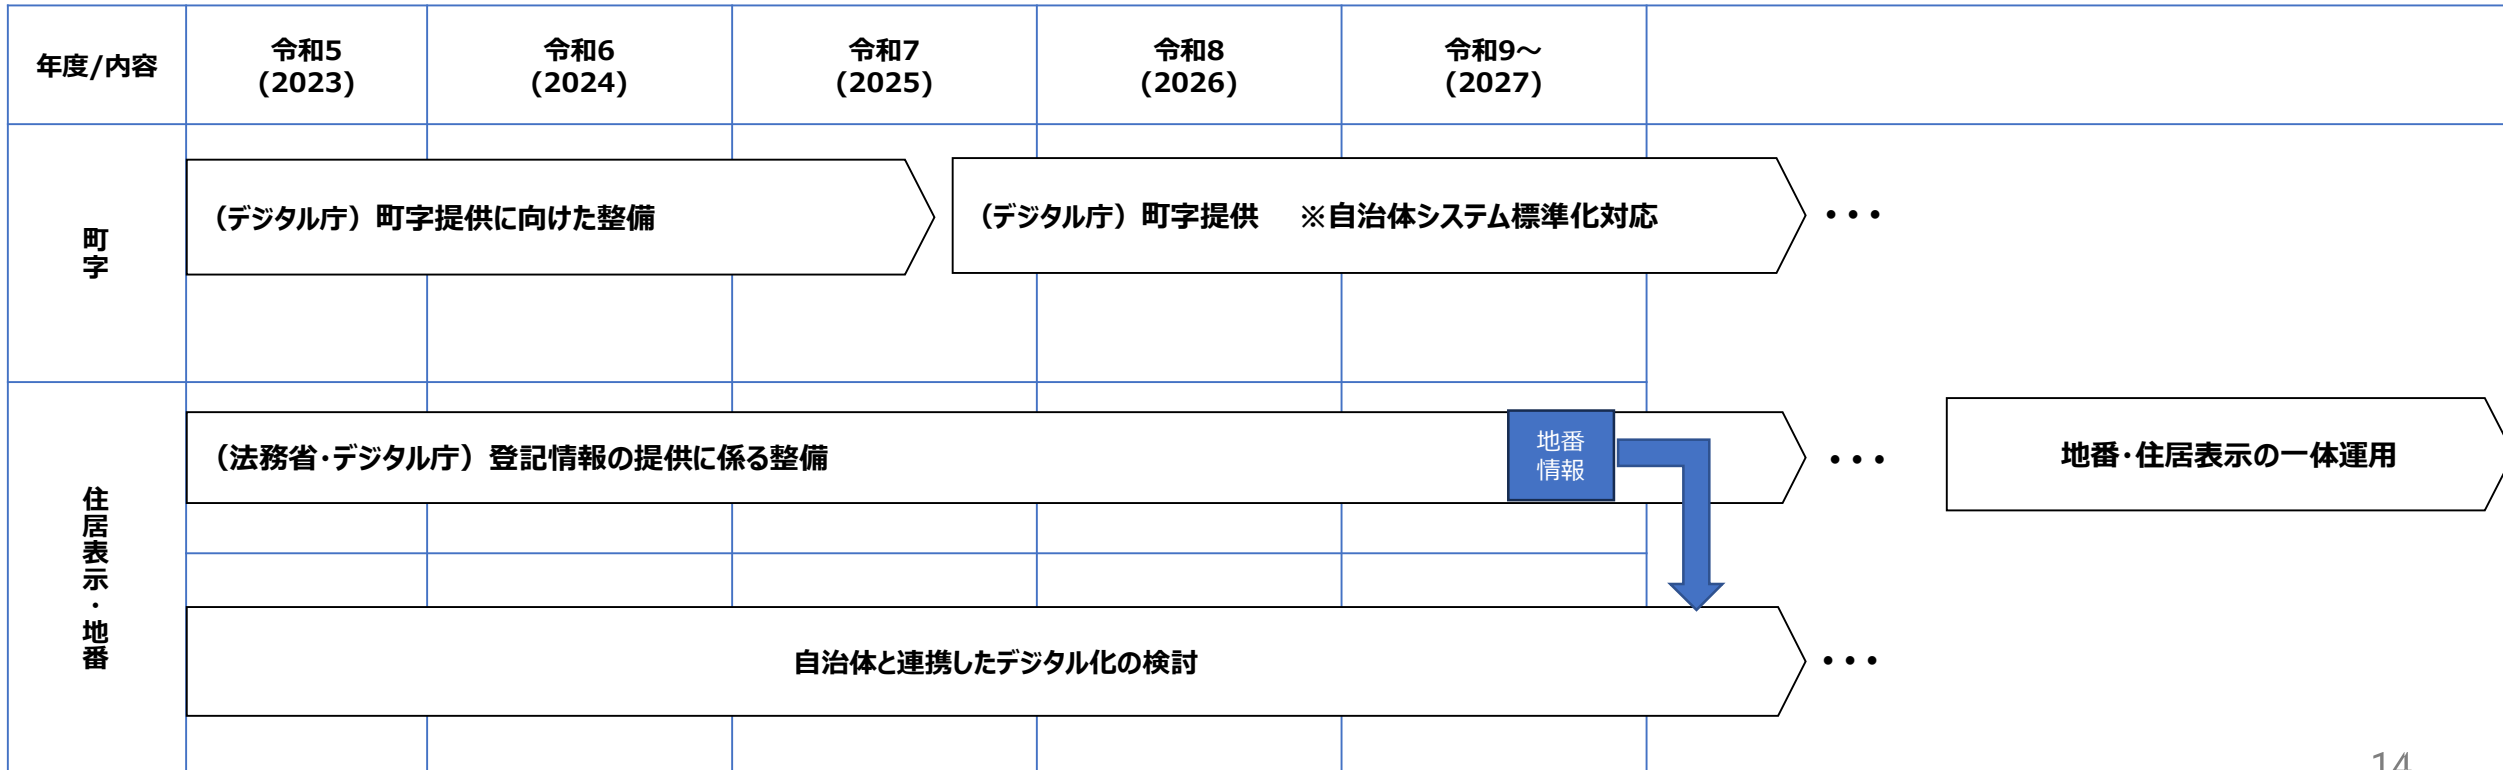 年度/内容
令和5
(2023)
令和6
(2024)
令和7
(2025)
令和8
(2026)
令和9～
(2027)
町字
（デジタル庁）町字提供に向けた整備
（デジタル庁）町字提供　※自治体システム標準化対応
・・・
住居表示・地番
（法務省・デジタル庁）登記情報の提供に係る整備
地番
情報
・・・
地番・住居表示の一体運用
自治体と連携したデジタル化の検討
・・・
14